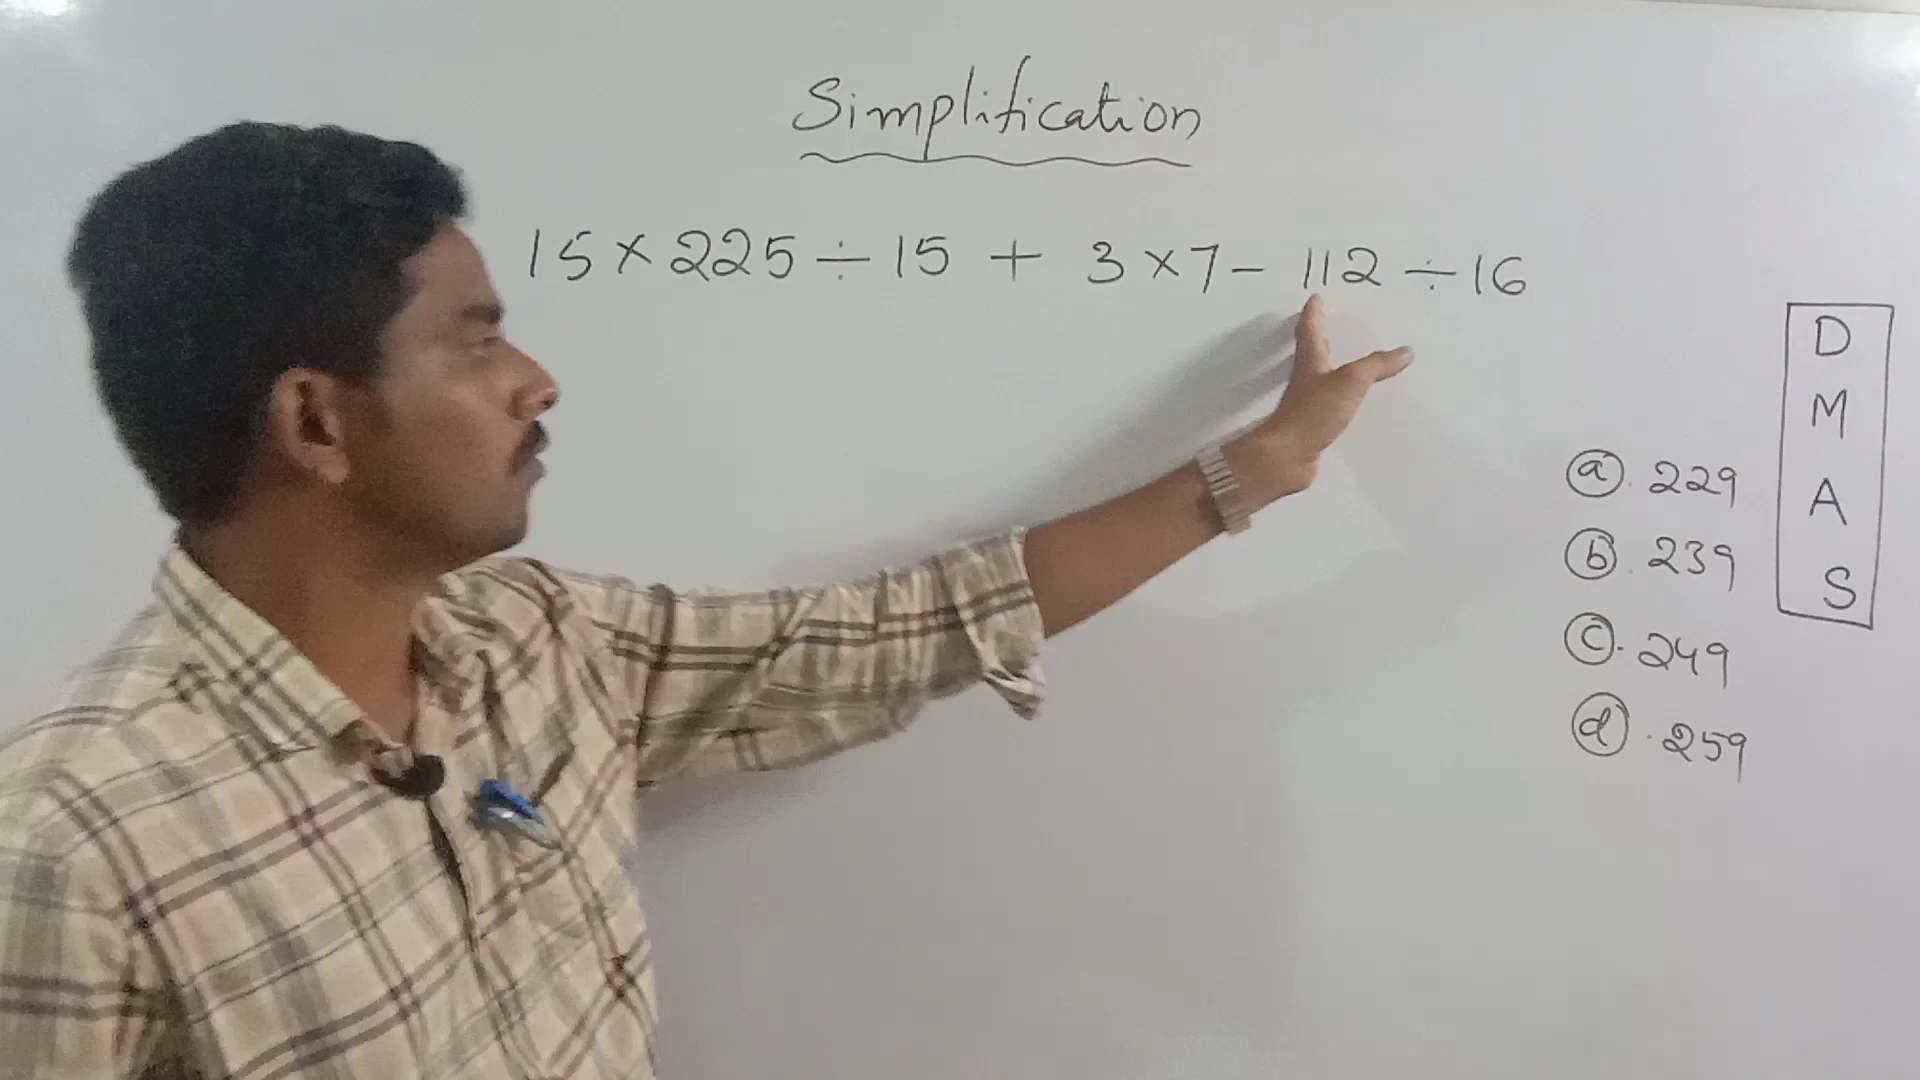 Simplification
15 × 225 ÷ 15 + 3 × 7 − 112 ÷ 16
D
M
A
S
ⓐ. 229
ⓑ. 239
ⓒ. 249
ⓓ. 259